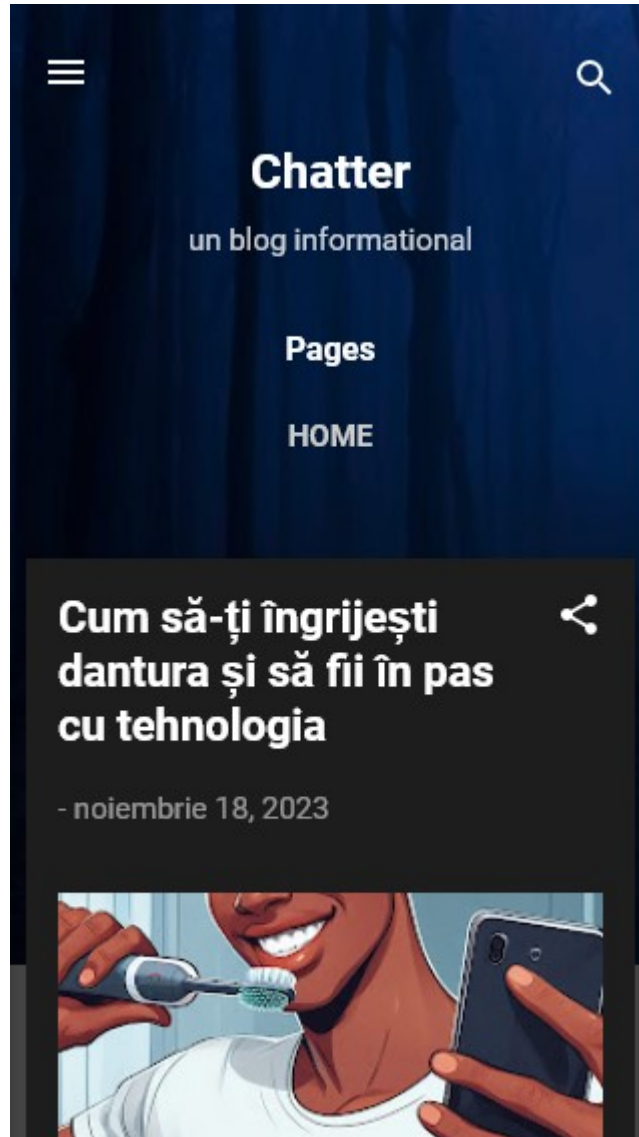 Chatter
un blog informational
Pages
HOME
Cum să-ți îngrijești
dantura și să fii în pas
cu tehnologia
- noiembrie 18, 2023